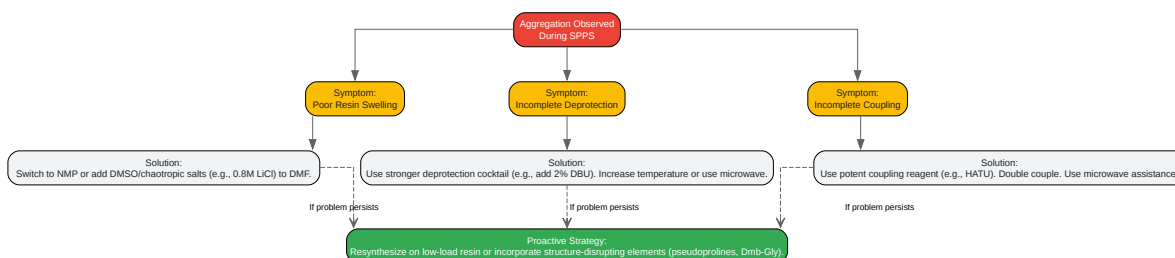 Aggregation Observed
During SPPS
Symptom:
Poor Resin Swelling
Symptom:
Incomplete Deprotection
Symptom:
Incomplete Coupling
Solution:
Switch to NMP or add DMSO/chaotropic salts (e.g., 0.8M LiCl) to DMF.
Solution:
Use stronger deprotection cocktail (e.g., add 2% DBU). Increase temperature or use microwave.
Solution:
Use potent coupling reagent (e.g., HATU). Double couple. Use microwave assistance
If problem persists
If problem persists
If problem persists
Proactive Strategy:
Resynthesize on low-load resin or incorporate structure-disrupting elements (pseudoprolines, Dmb-Gly).